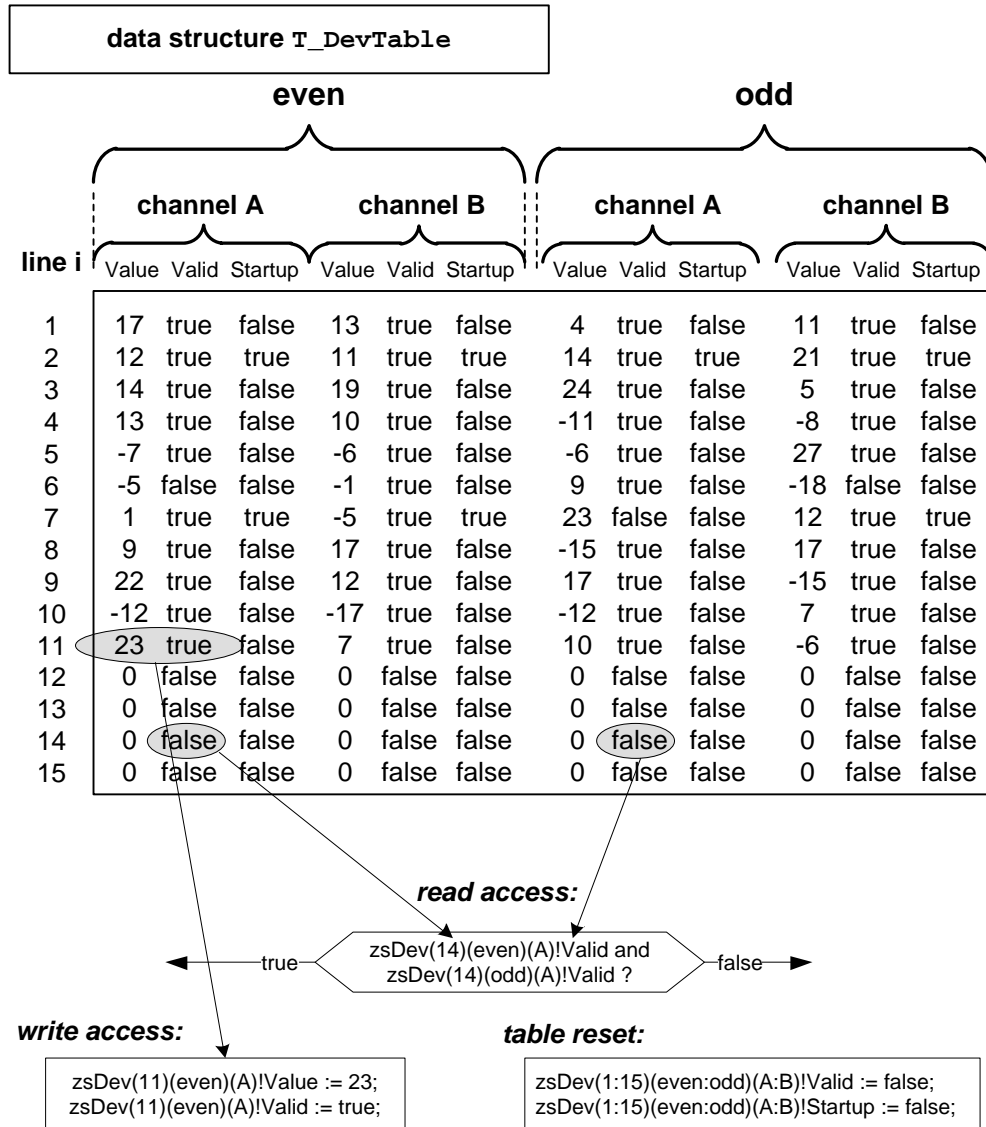 data structure T_DevTable
even odd
channel A channel B channel A channel B
line i Value Valid Startup Value Valid Startup Value Valid Startup Value Valid Startup
1 17 true false 13 true false 4 true false 11 true false
2 12 true true 11 true true 14 true true 21 true true
3 14 true false 19 true false 24 true false 5 true false
4 13 true false 10 true false -11 true false -8 true false
5 -7 true false -6 true false -6 true false 27 true false
6 -5 false false -1 true false 9 true false -18 false false
7 1 true true -5 true true 23 false false 12 true true
8 9 true false 17 true false -15 true false 17 true false
9 22 true false 12 true false 17 true false -15 true false
10 -12 true false -17 true false -12 true false 7 true false
11 23 true false 7 true false 10 true false -6 true false
12 0 false false 0 false false 0 false false 0 false false
13 0 false false 0 false false 0 false false 0 false false
14 0 false false 0 false false 0 false false 0 false false
15 0 false false 0 false false 0 false false 0 false false
read access:
zsDev(14)(even)(A)!Valid and
true zsDev(14)(odd)(A)!Valid ? false
write access:
zsDev(11)(even)(A)!Value := 23;
zsDev(11)(even)(A)!Valid := true;
table reset:
zsDev(1:15)(even:odd)(A:B)!Valid := false;
zsDev(1:15)(even:odd)(A:B)!Startup := false;